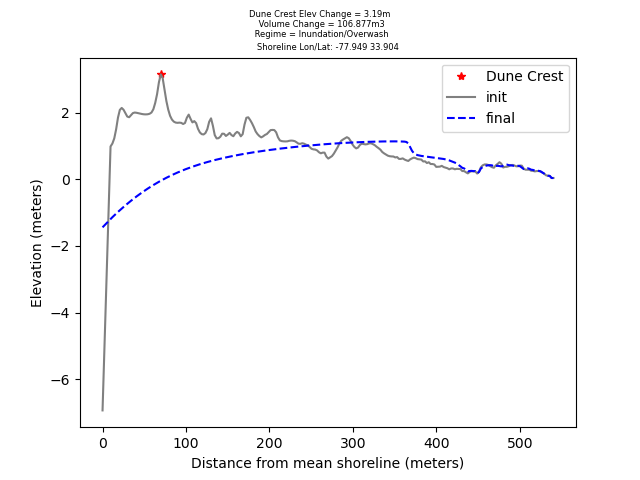 Dune Crest Elev Change = 3.19m
Volume Change = 106.877m3
Regime = Inundation/Overwash
Shoreline Lon/Lat: -77.949 33.904
Dune Crest
init
final
Elevation (meters)
2
0
−2
−4
−6
0 100 200 300 400 500
Distance from mean shoreline (meters)